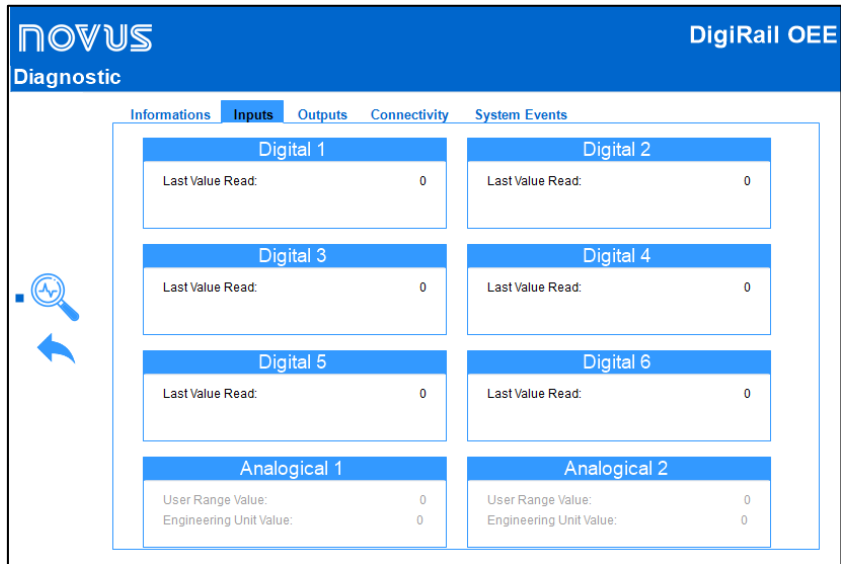 novus
DigiRail OEE
Diagnostic
Informations Inputs Outputs Connectivity System Events
Digital 1 Digital 2
Last Value Read: 0 Last Value Read: 0
Digital 3 Digital 4
Last Value Read: 0 Last Value Read: 0
Digital 5 Digital 6
Last Value Read: 0 Last Value Read: 0
Analogical 1 Analogical 2
User Range Value: 0 User Range Value: 0
Engineering Unit Value: 0 Engineering Unit Value: 0